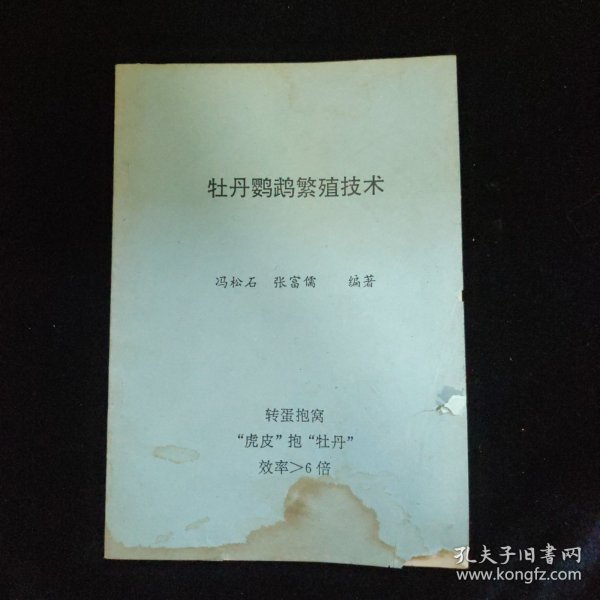 牡丹鹦鹉繁殖技术
冯松石 张富儒 编著
转蛋抱窝
“虎皮”抱“牡丹”
效率>6倍
孔夫子旧书网
www.kongfz.com